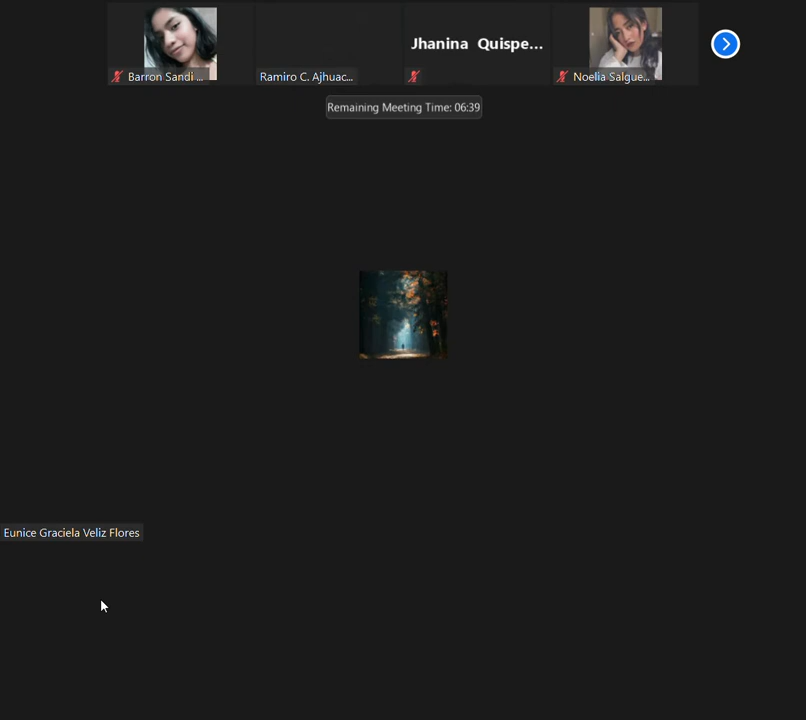 Jhanina Quispe...
Barron Sandi ...
Ramiro C. Ajhuac...
Noelia Salgue...
Remaining Meeting Time: 06:39
Eunice Graciela Veliz Flores